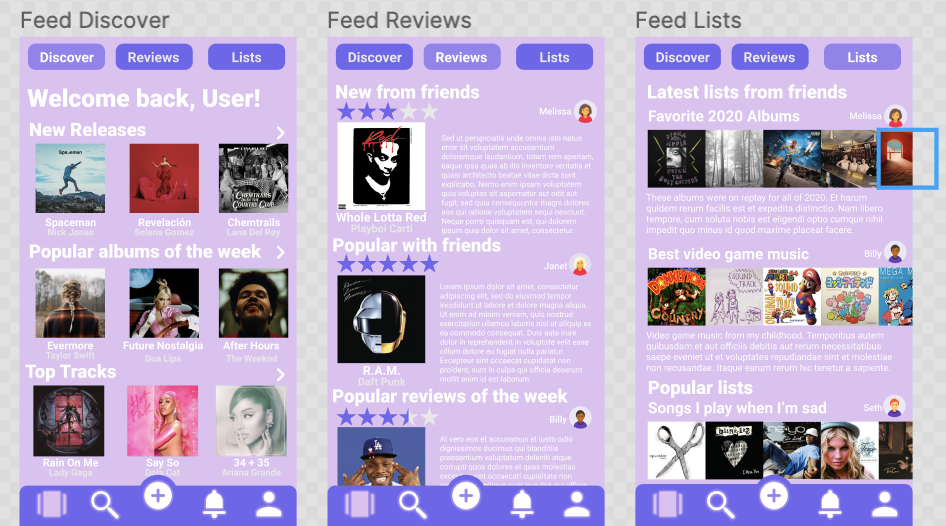 Feed Discover
Discover
Reviews
Lists
Welcome back, User!
New Releases
Spaceman
Nick Jonas
Revelación
Selena Gomez
Chemtrails
Lana Del Rey
Popular albums of the week
Evermore
Taylor Swift
Future Nostalgia
Dua Lipa
After Hours
The Weeknd
Top Tracks
Rain On Me
Lady Gaga
Say So
Doja Cat
34 + 35
Ariana Grande
Feed Reviews
Discover
Reviews
Lists
New from friends
Melissa
Sed ut perspiciatis unde omnis iste natus
error sit voluptatem accusantium
doloremque laudantium, totam rem aperiam,
eaque ipsa quae ab illo inventore veritatis et
quasi architecto beatae vitae dicta sunt
explicabo. Nemo enim ipsam voluptatem
quia voluptas sit aspernatur aut odit aut
fugit, sed quia consequuntur magni dolores
eos qui ratione voluptatem sequi nesciunt.
Neque porro quisquam est, qui dolorem
ipsum quia dolor sit amet, consectetur,
Whole Lotta Red
Playboi Carti
Popular with friends
Janet
Lorem ipsum dolor sit amet, consectetur
adipiscing elit, sed do eiusmod tempor
incididunt ut labore et dolore magna aliqua.
Ut enim ad minim veniam, quis nostrud
exercitation ullamco laboris nisi ut aliquip ex
ea commodo consequat. Duis aute irure
dolor in reprehenderit in voluptate velit esse
cillum dolore eu fugiat nulla pariatur.
Excepteur sint occaecat cupidatat non
proident, sunt in culpa qui officia deserunt
mollit anim id est laborum.
R.A.M.
Daft Punk
Popular reviews of the week
Billy
At vero eos et accusamus et iusto odio
dignissimos ducimus qui blanditiis
praesentium voluptatum deleniti atque
corrupti quos dolores et quas molestias
excepturi sint occaecati cupiditate non
Feed Lists
Discover
Reviews
Lists
Latest lists from friends
Favorite 2020 Albums
Melissa
These albums were on replay for all of 2020. Et harum
quidem rerum facilis est et expedita distinctio. Nam libero
tempore, cum soluta nobis est eligendi optio cumque nihil
impedit quo minus id quod maxime placeat facere.
Best video game music
Billy
DONKEY KONG
COUNTRY
SOUND
TRACK
MEGA M
Video game music from my childhood. Temporibus autem
quibusdam et aut officiis debitis aut rerum necessitatibus
saepe eveniet ut et voluptates repudiandae sint et molestiae
non recusandae. Itaque earum rerum hic tenetur a sapiente.
Popular lists
Songs I play when I'm sad
Seth
blink-182
ne-yo
Fergie